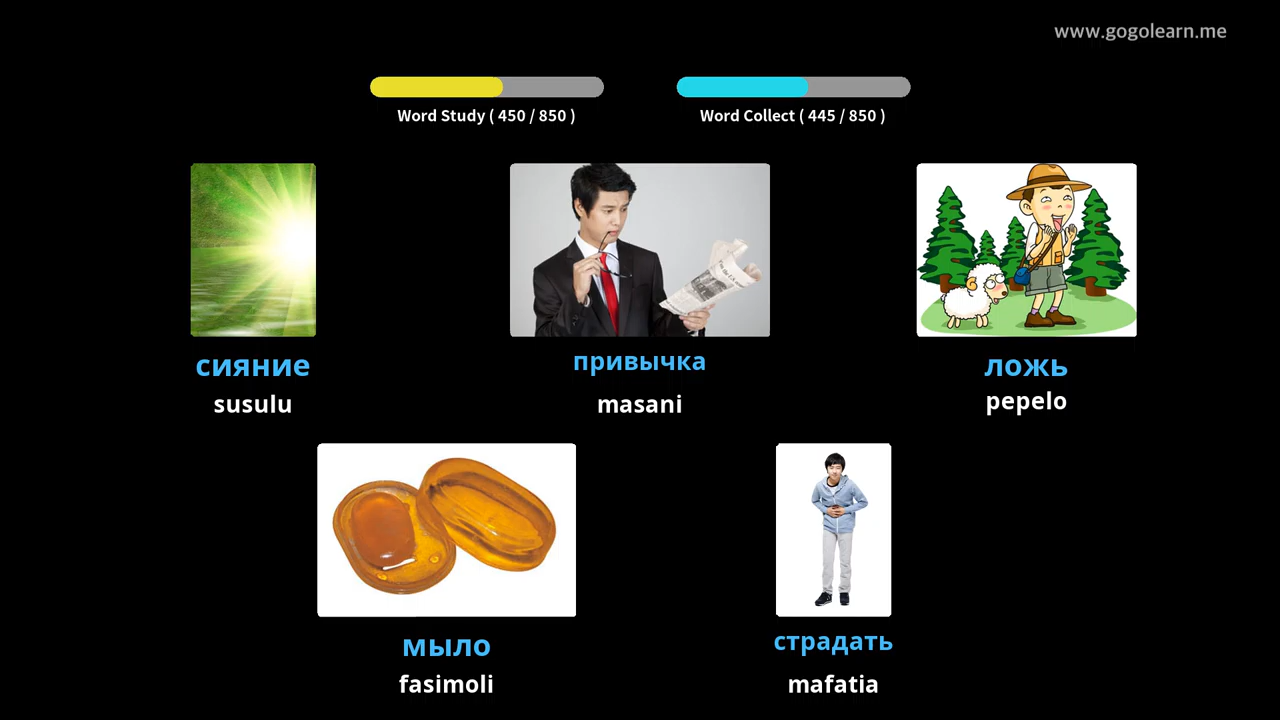 www.gogolearn.me
Word Study ( 450 / 850 )
Word Collect ( 445 / 850 )
сияние
susulu
привычка
masani
ложь
pepelo
мыло
fasimoli
страдать
mafatia